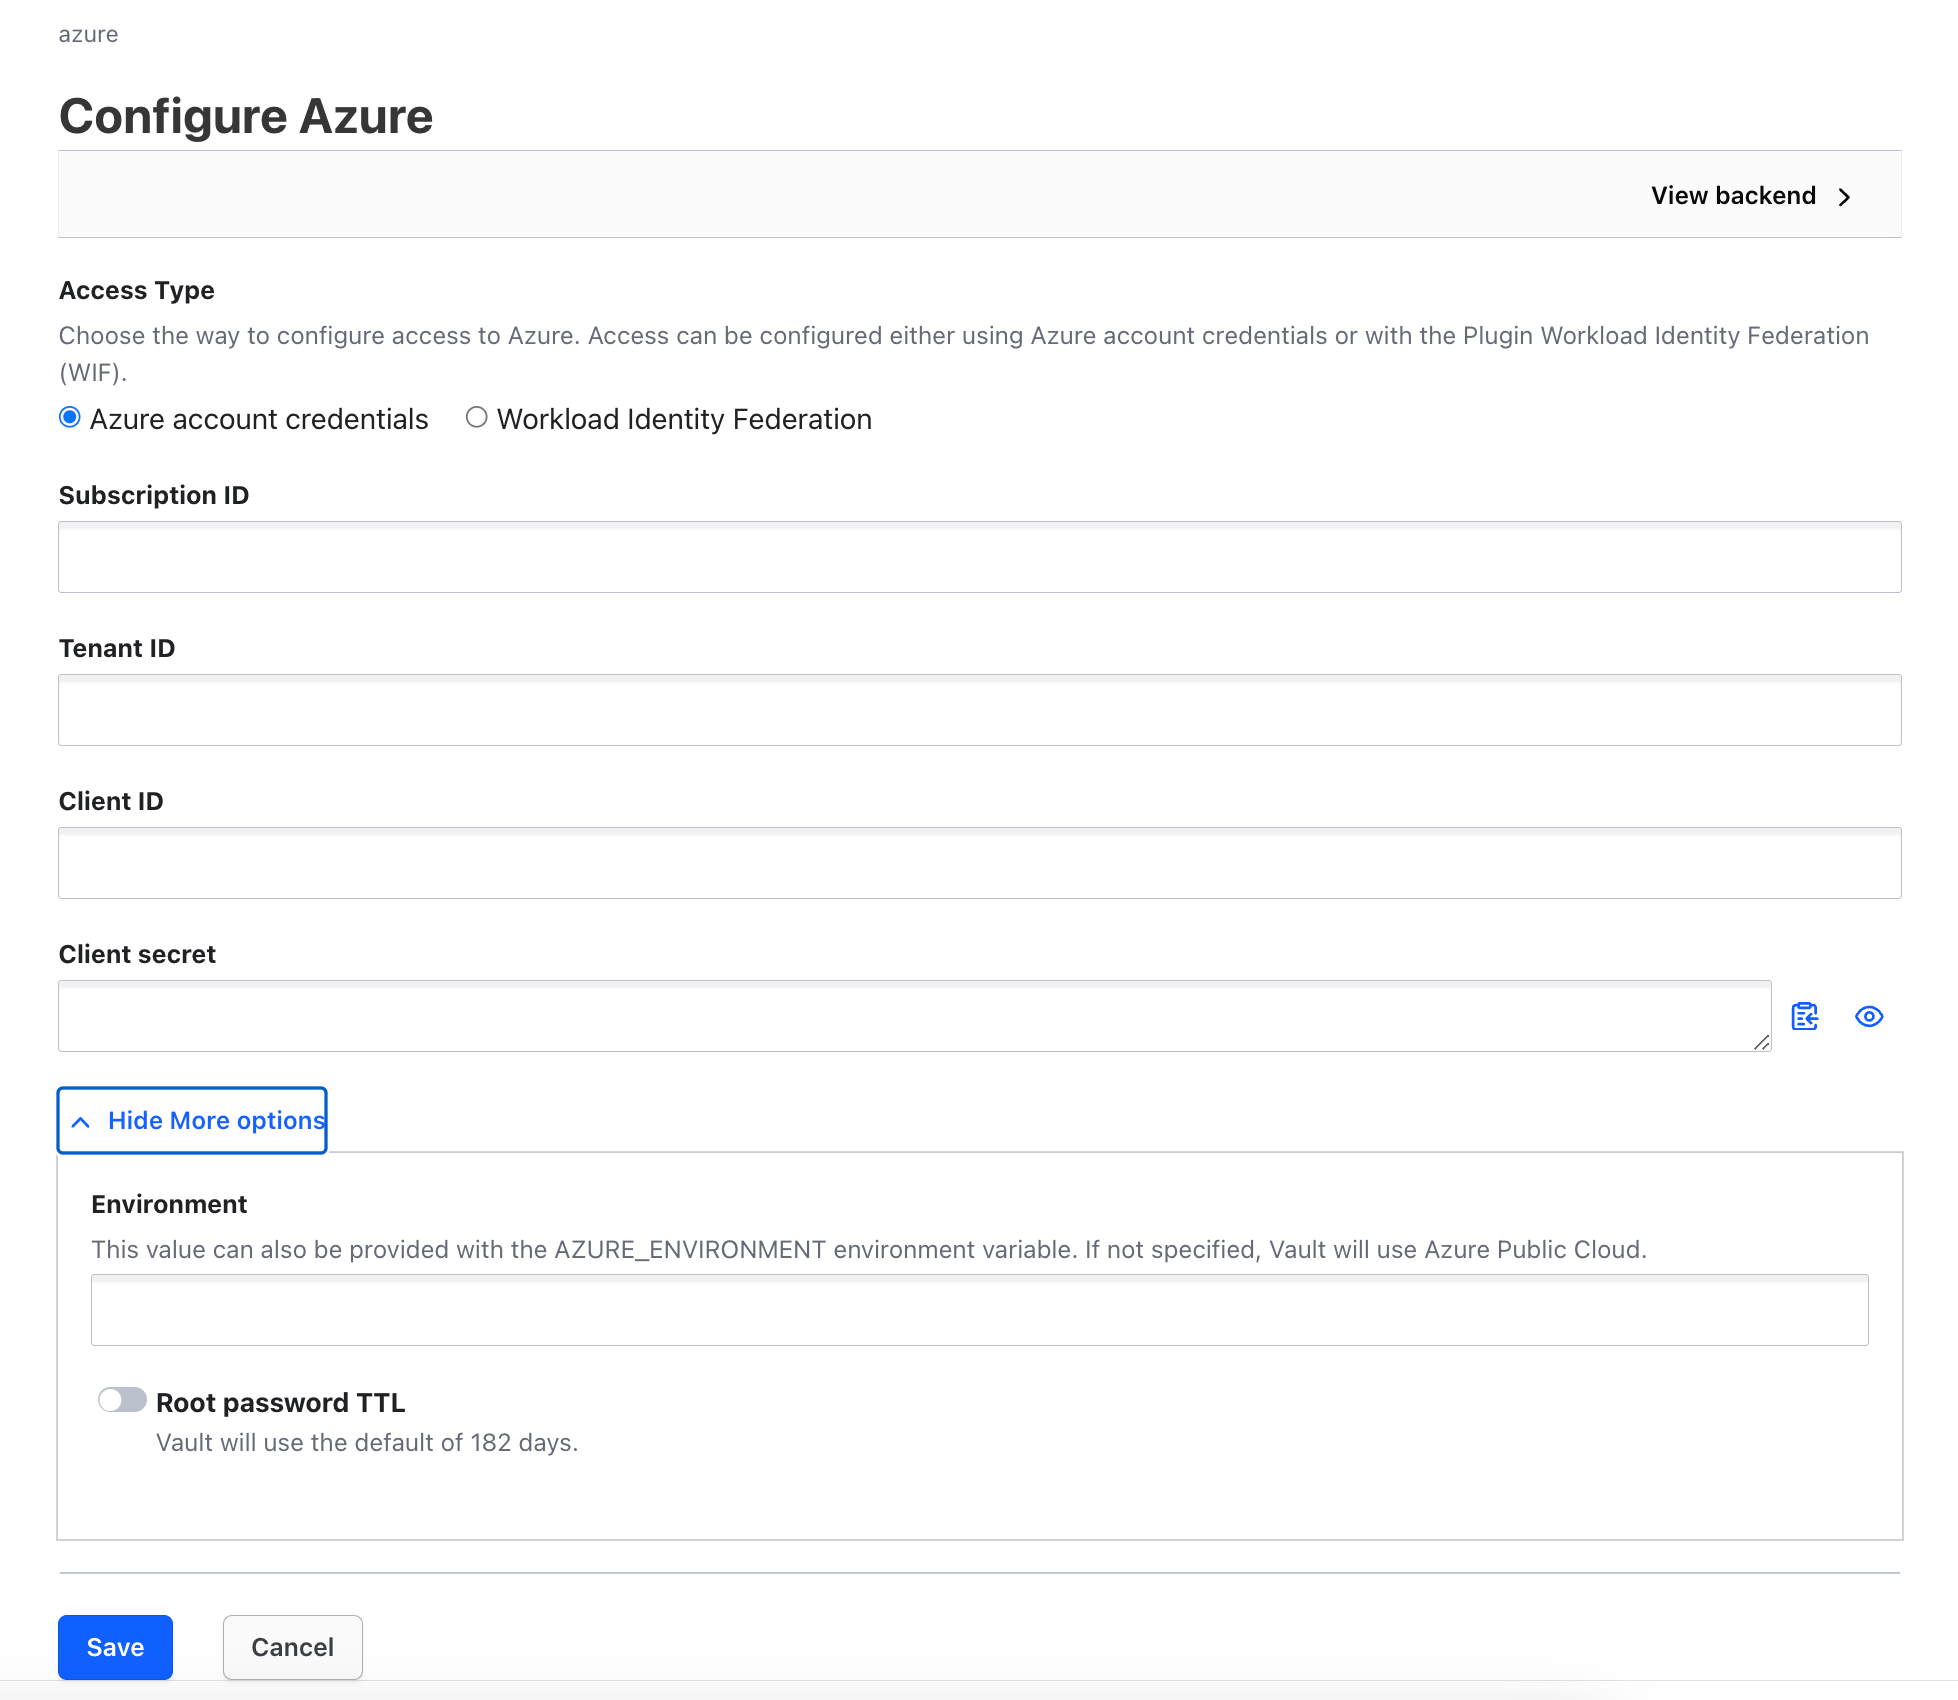 azure
Configure Azure
View backend
Access Type
Choose the way to configure access to Azure. Access can be configured either using Azure account credentials or with the Plugin Workload Identity Federation
(WIF).
Azure account credentials Workload Identity Federation
Subscription ID
Tenant ID
Client ID
Client secret
Hide More options
Environment
This value can also be provided with the AZURE_ENVIRONMENT environment variable. If not specified, Vault will use Azure Public Cloud.
Root password TTL
Vault will use the default of 182 days.
Save Cancel